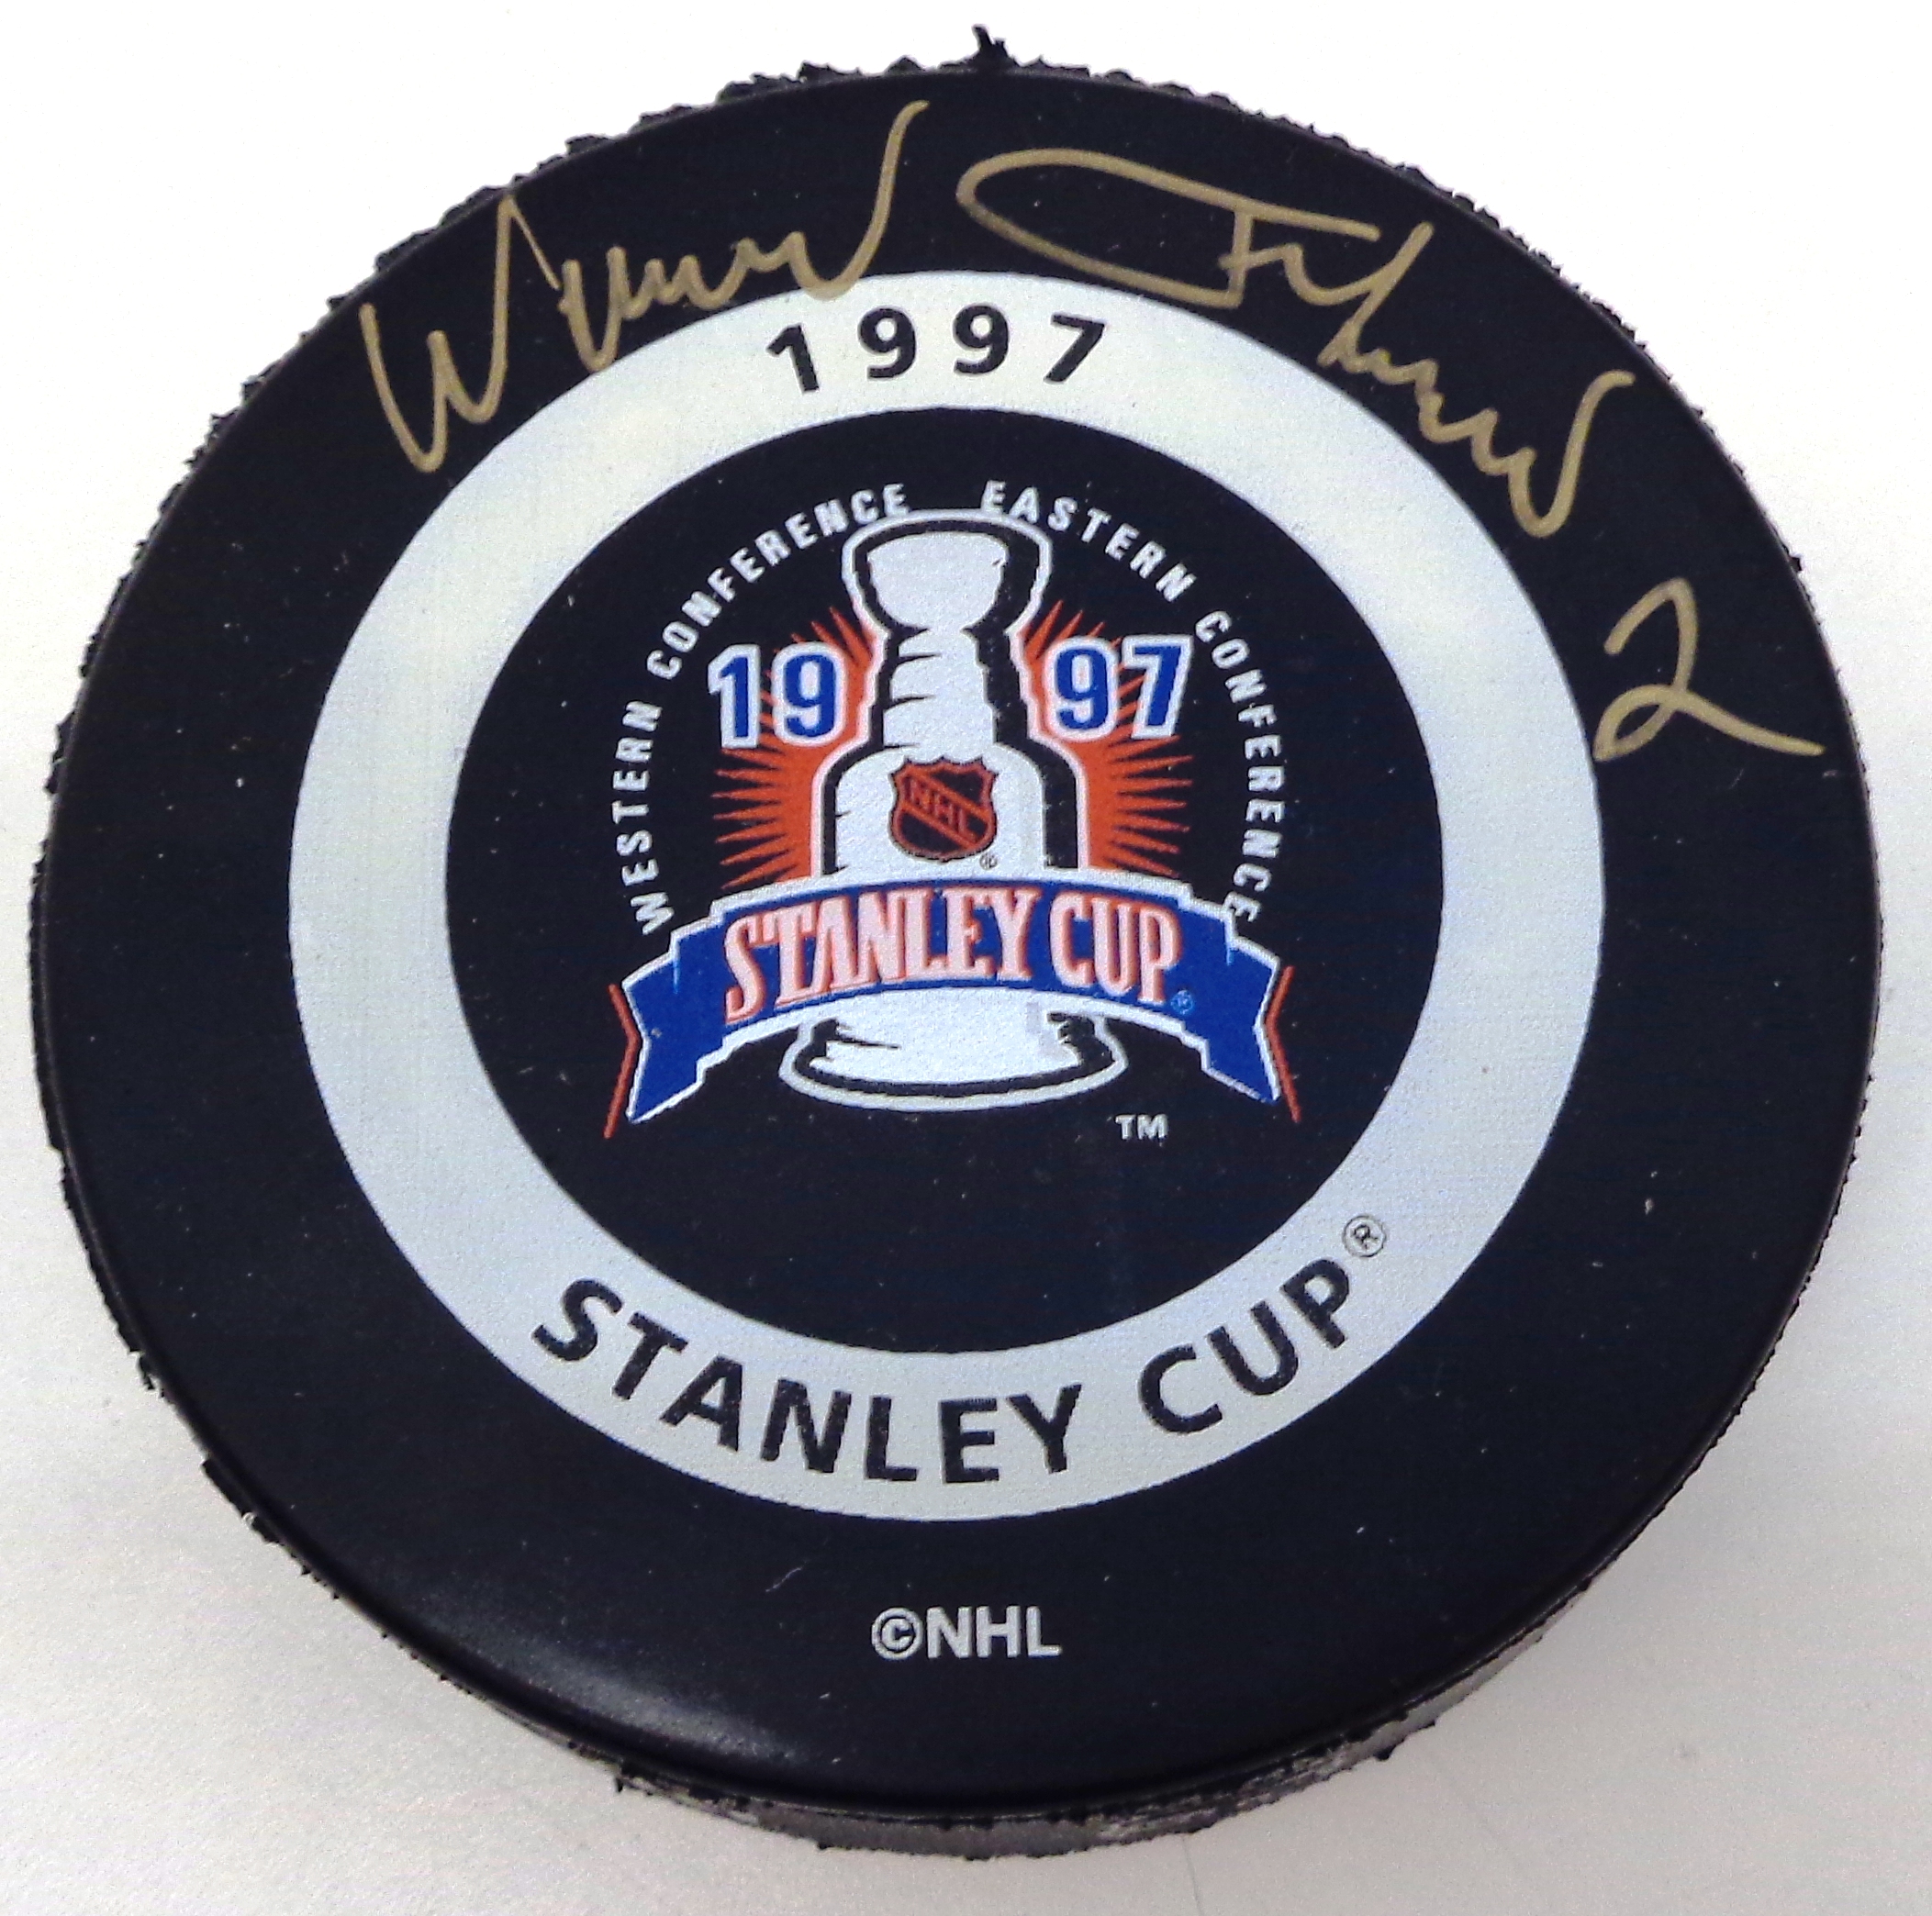 2
1997
WESTERN CONFERENCE EASTERN CONFERENCE
19 97
NHL
®
STANLEY CUP®
TM
STANLEY CUP®
©NHL